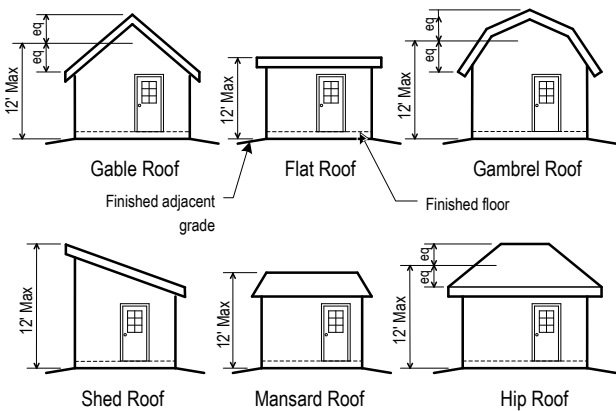 eq
eq
12' Max
Gable Roof
12' Max
Flat Roof
eq
eq
12' Max
Gambrel Roof
Finished adjacent
grade
Finished floor
12' Max
Shed Roof
12' Max
Mansard Roof
eq
eq
12' Max
Hip Roof